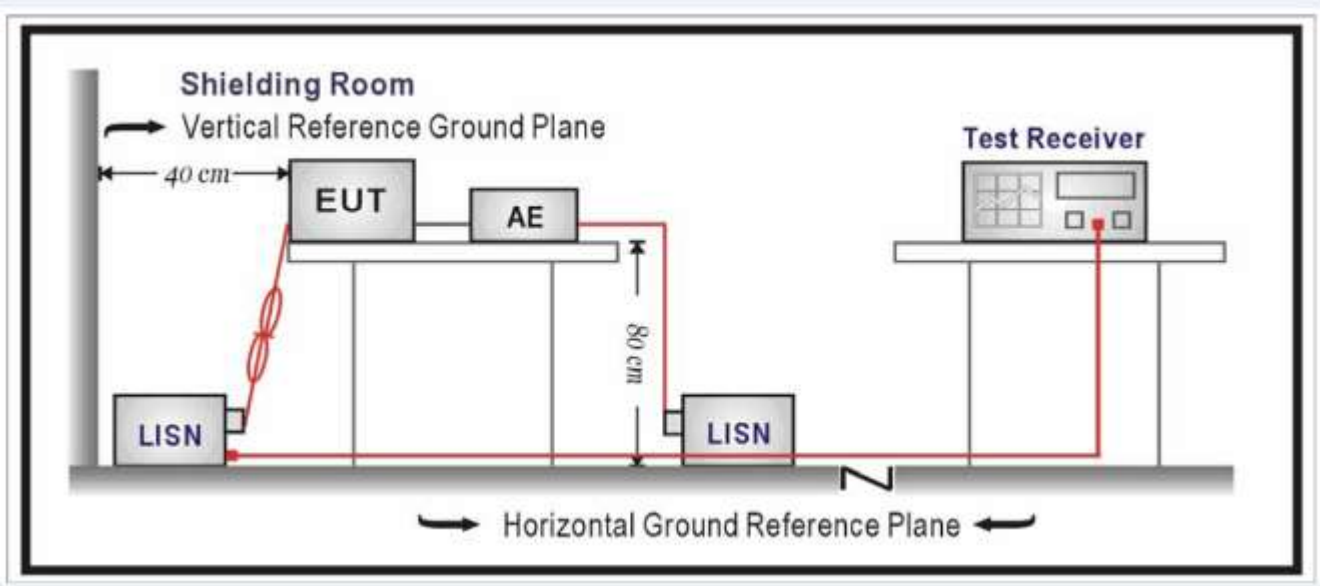 Shielding Room
Vertical Reference Ground Plane
Test Receiver
40 cm
EUT
AE
80 cm
LISN
LISN
Horizontal Ground Reference Plane